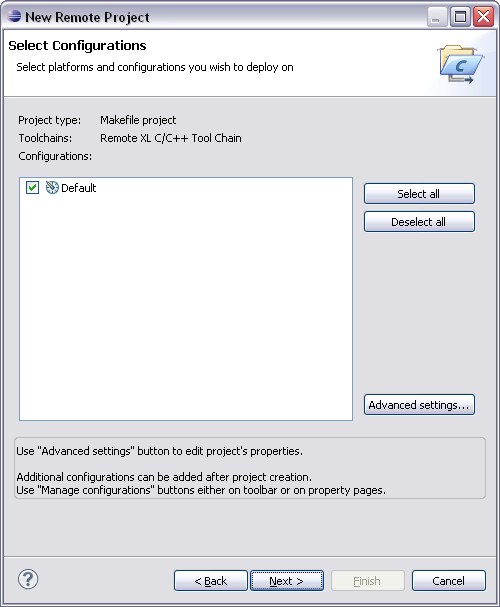 New Remote Project
Select Configurations
Select platforms and configurations you wish to deploy on
C
Project type: Makefile project
Toolchains: Remote XL C/C++ Tool Chain
Configurations:
Default
Select all
Deselect all
Advanced settings...
Use "Advanced settings" button to edit project's properties.
Additional configurations can be added after project creation.
Use "Manage configurations" buttons either on toolbar or on property pages.
?
< Back
Next >
Finish
Cancel